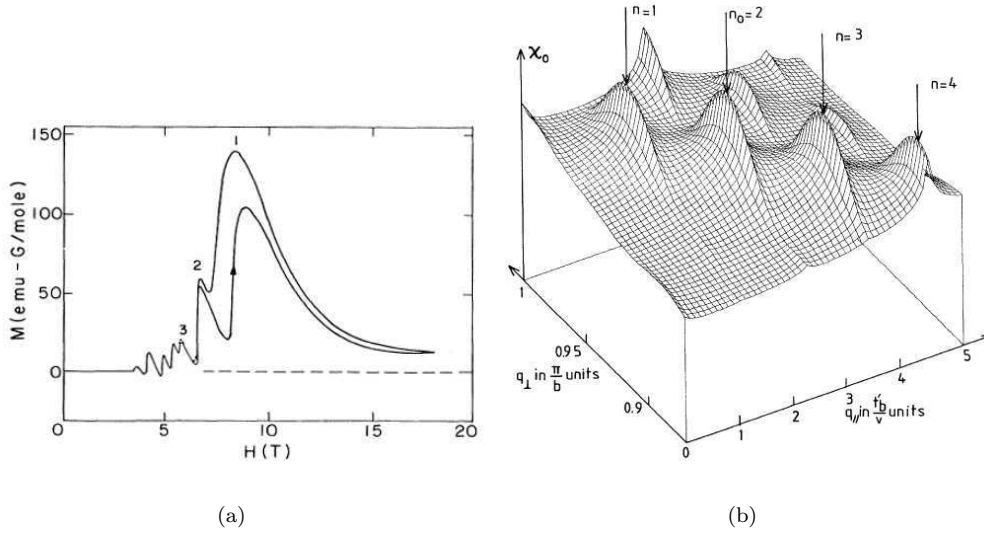 M(emu-G/mole)
150
100
50
0
1
2
3
0
5
10
15
20
H(T)
(a)
χ₀
n=1
n₀=2
n=3
n=4
1
0.95
0.9
q⊥ in π/b units
0
1
2
3
4
5
q// in t'b/v units
(b)